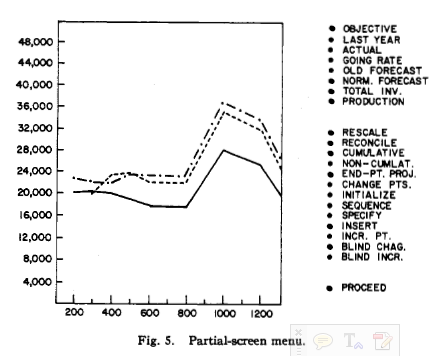 48,000
44,000
40,000
36,000
32,000
28,000
24,000
20,000
16,000
12,000
8,000
4,000
200 400 600 800 1000 1200
• OBJECTIVE
• LAST YEAR
• ACTUAL
• GOING RATE
• OLD FORECAST
• NORM. FORECAST
• TOTAL INV.
• PRODUCTION
• RESCALE
• RECONCILE
• CUMULATIVE
• NON-CUMLAT.
• END-PT. PROJ.
• CHANGE PTS.
• INITIALIZE
• SEQUENCE
• SPECIFY
• INSERT
• INCR. PT.
• BLIND CHAG.
• BLIND INCR.
• PROCEED
Fig. 5. Partial-screen menu.